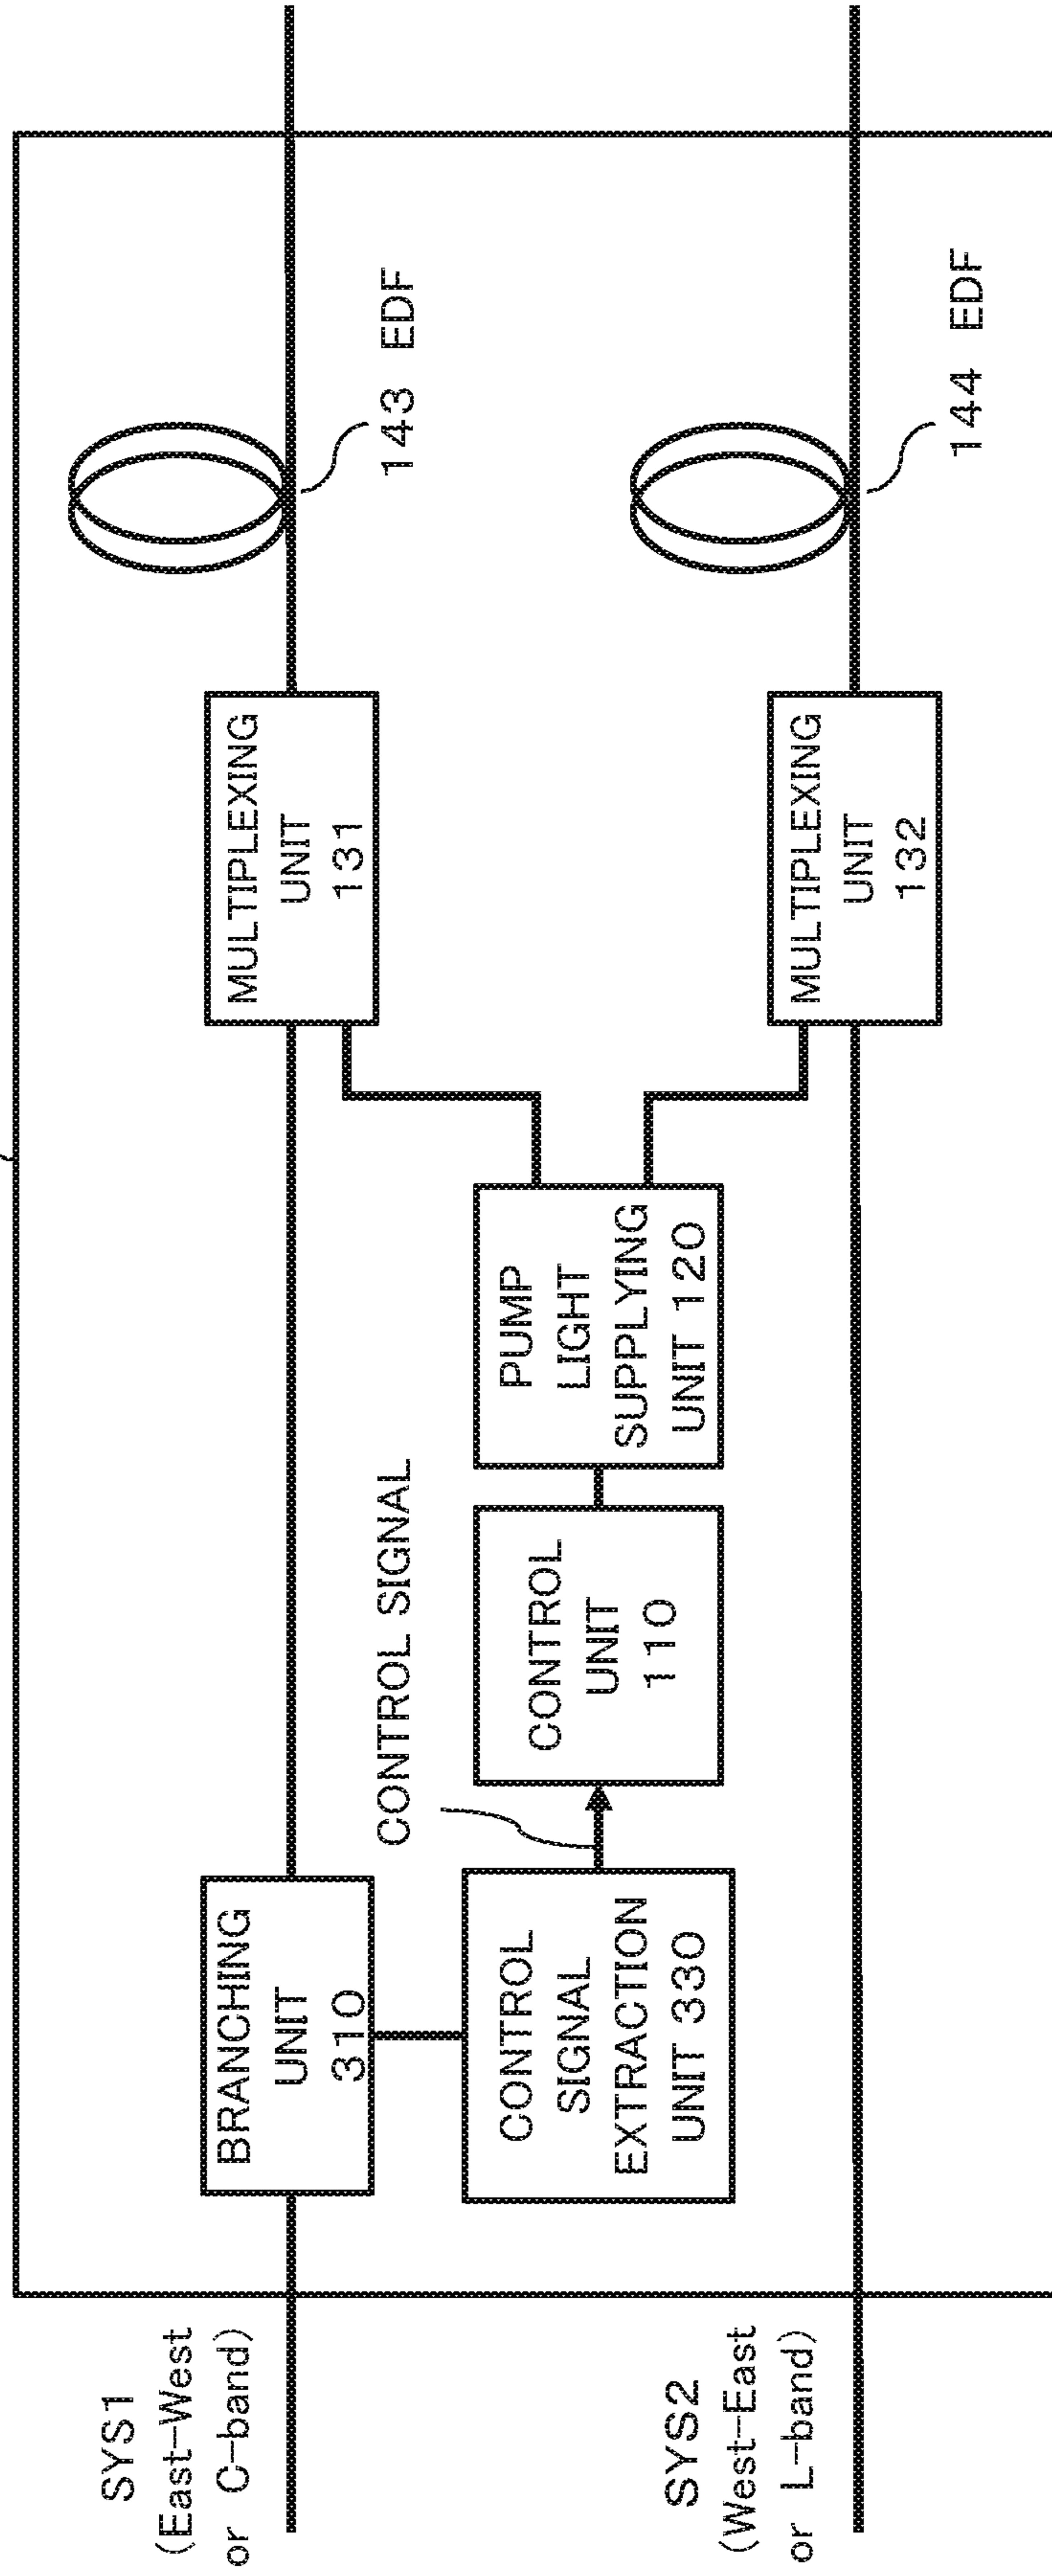 SYS1
(East-West
or C-band)
BRANCHING
UNIT
310
MULTIPLEXING
UNIT
131
143 EDF
CONTROL SIGNAL
CONTROL
SIGNAL
EXTRACTION
UNIT 330
CONTROL
UNIT
110
PUMP
LIGHT
SUPPLYING
UNIT 120
SYS2
(West-East
or L-band)
MULTIPLEXING
UNIT
132
144 EDF